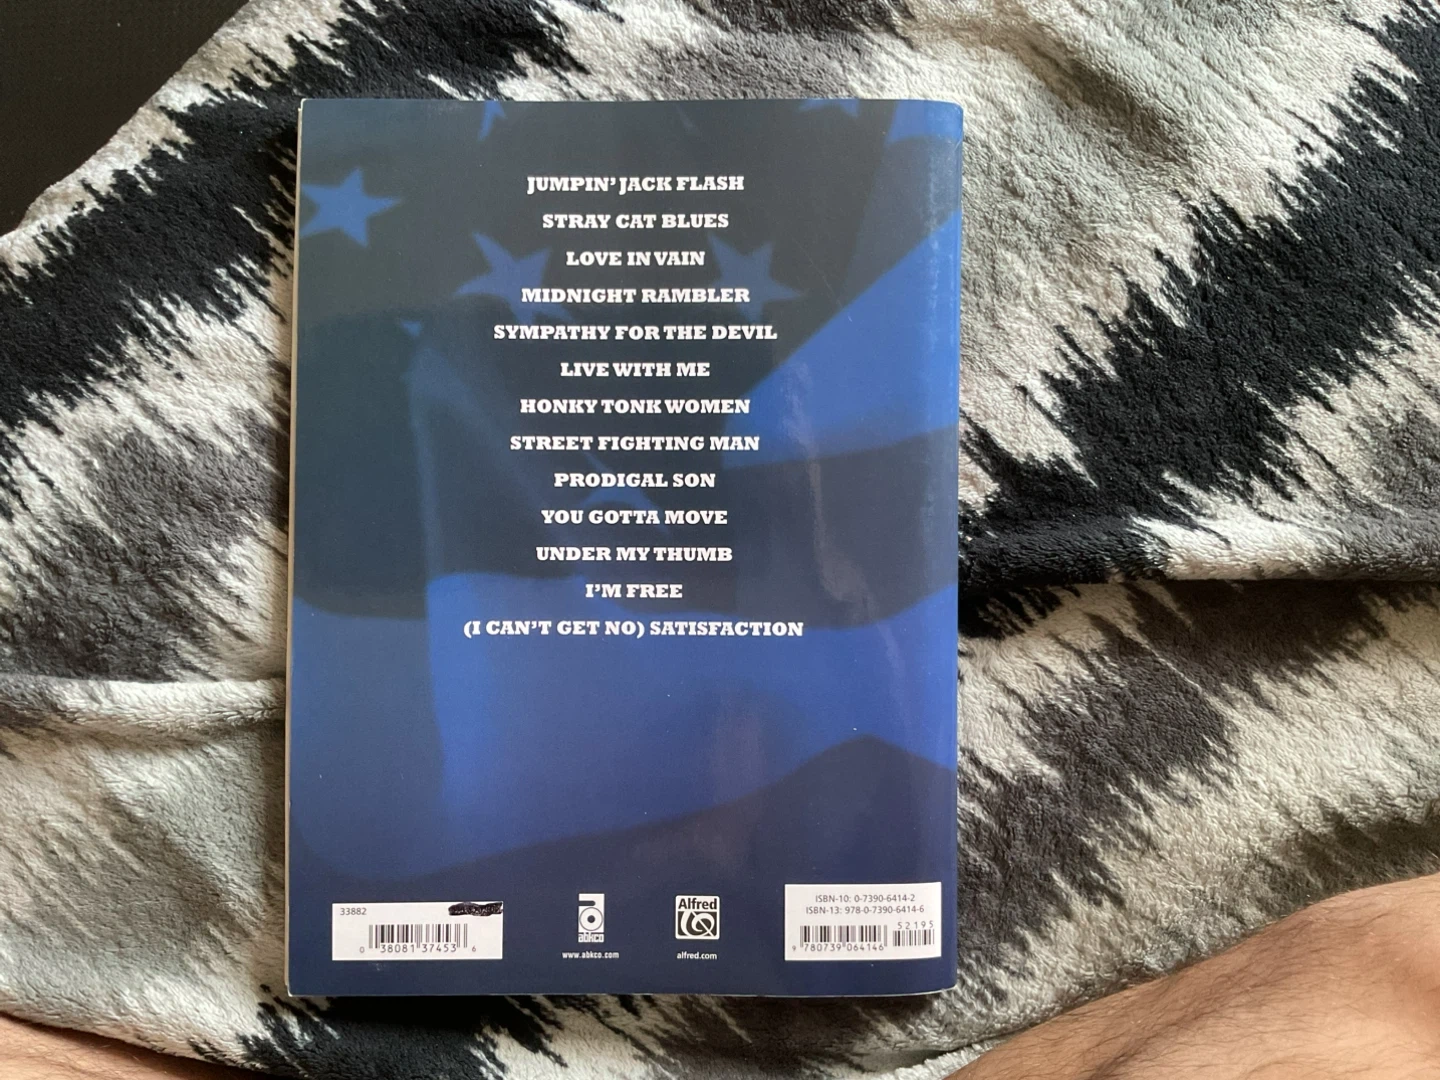 JUMPIN' JACK FLASH
STRAY CAT BLUES
LOVE IN VAIN
MIDNIGHT RAMBLER
SYMPATHY FOR THE DEVIL
LIVE WITH ME
HONKY TONK WOMEN
STREET FIGHTING MAN
PRODIGAL SON
YOU GOTTA MOVE
UNDER MY THUMB
I'M FREE
(I CAN'T GET NO) SATISFACTION
33882
0 38081 37453 6
abkco
www.abkco.com
Alfred
alfred.com
ISBN-10: 0-7390-6414-2
ISBN-13: 978-0-7390-6414-6
52195
9 780739 064146